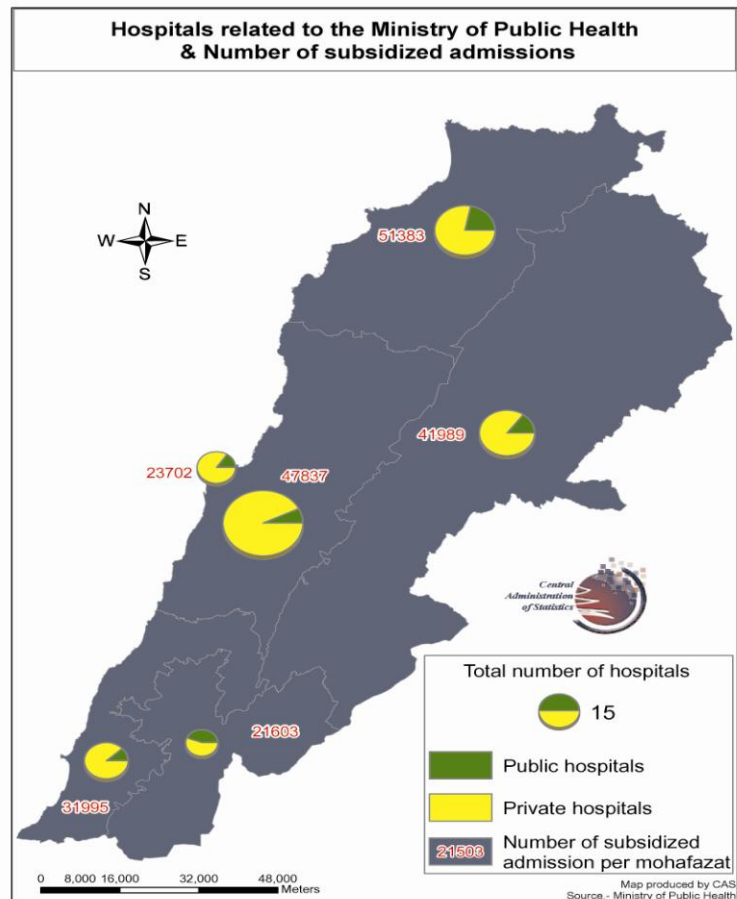 Hospitals related to the Ministry of Public Health
& Number of subsidized admissions
N
W E
S
51383
41989
23702
47837
Central
Administration
of Statistics
21603
31995
Total number of hospitals
15
Public hospitals
Private hospitals
21503
Number of subsidized
admission per mohafazat
0 8,000 16,000 32,000 48,000
Meters
Map produced by CAS
Source - Ministry of Public Health